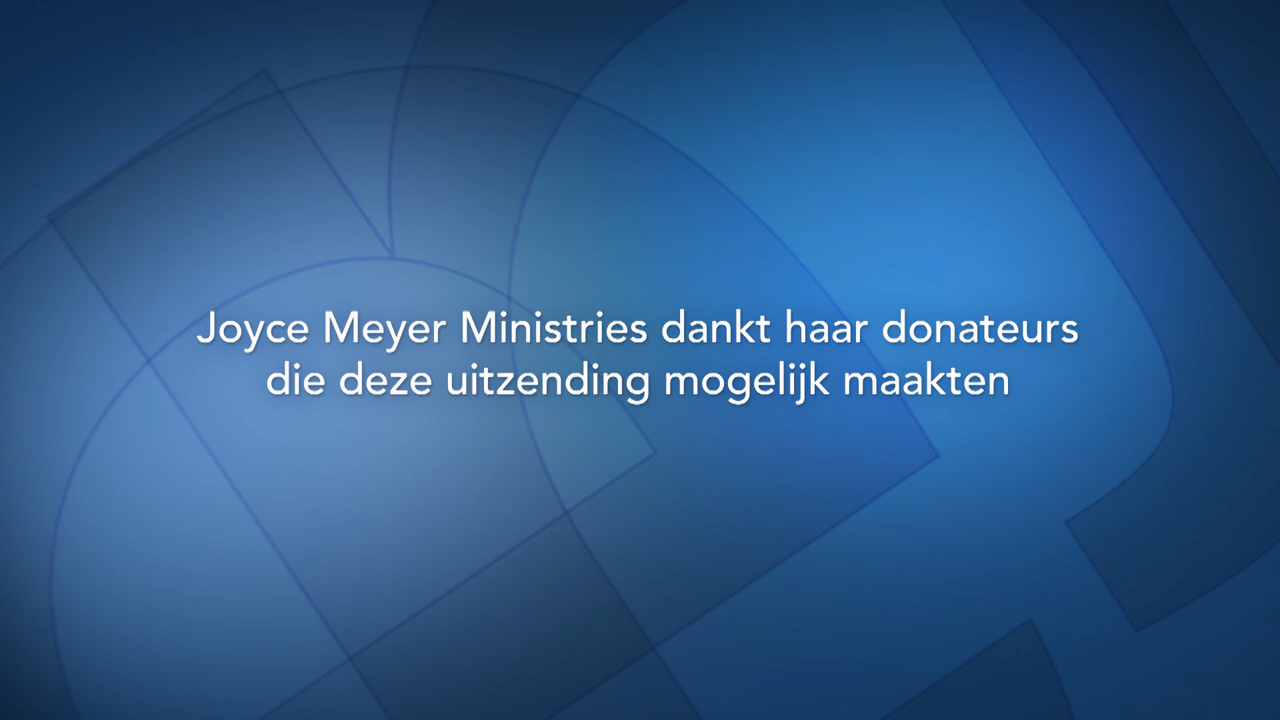 Joyce Meyer Ministries dankt haar donateurs
die deze uitzending mogelijk maakten